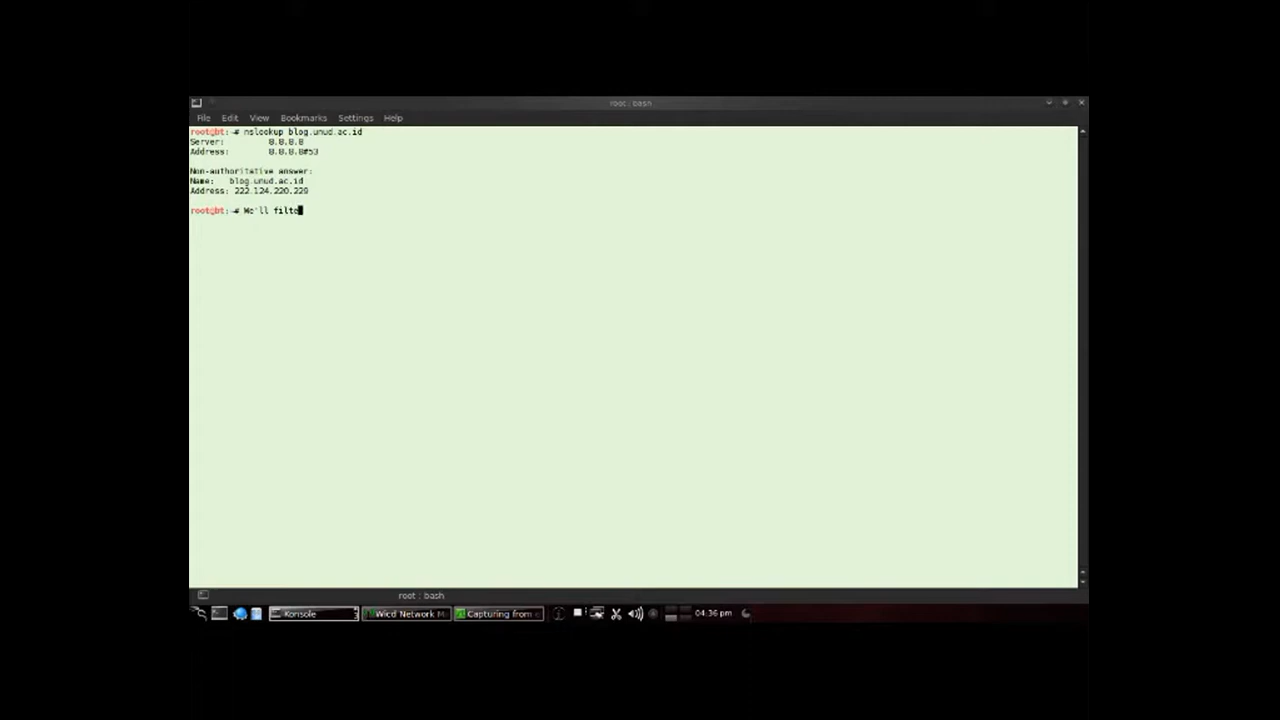 root : bash
File Edit View Bookmarks Settings Help
root@bt:~# nslookup blog.unud.ac.id
Server: 8.8.8.8
Address: 8.8.8.8#53
Non-authoritative answer:
Name: blog.unud.ac.id
Address: 222.124.220.229
root@bt:~# We'll filte
root : bash
Konsole Wicd Network M Capturing from 04:36 pm